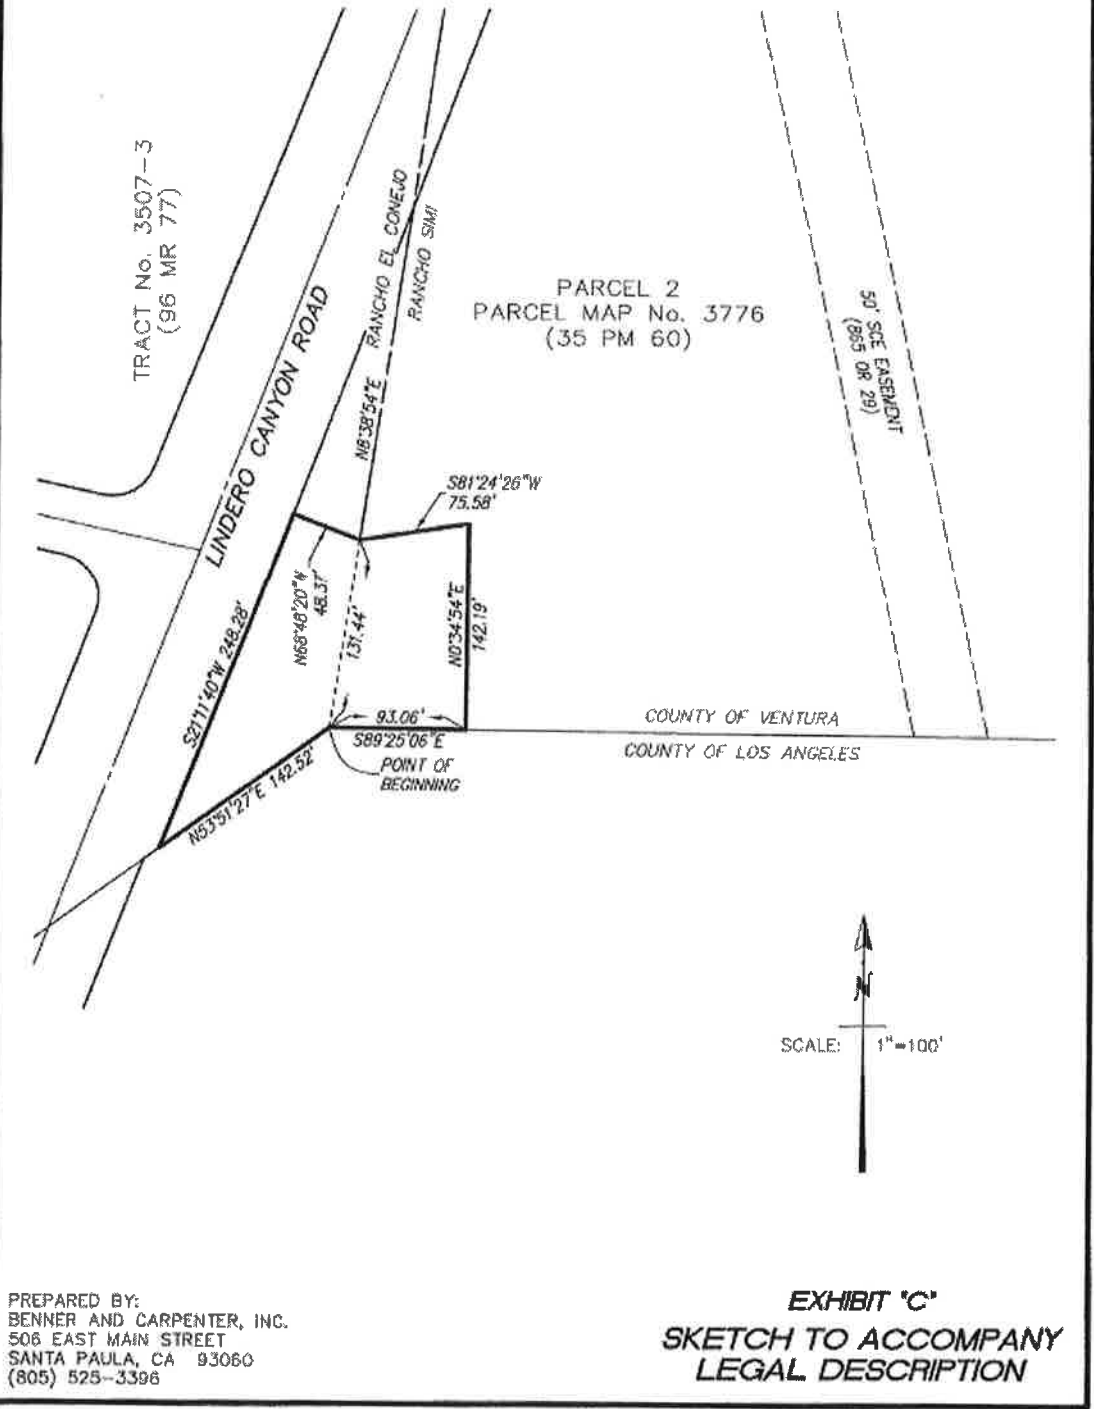 TRACT No. 3507-3
(96 MR 77)
LINDERO CANYON ROAD
RANCHO EL CONEJO
RANCHO SIMI
PARCEL 2
PARCEL MAP No. 3776
(35 PM 60)
50' SCE EASEMENT
(865 OR 29)
N8°38'54"E
S81°24'26"W
75.58'
N68°48'20"W
48.37'
131.44'
N0°34'54"E
142.19'
S21°11'40"W 248.28'
93.06'
S89°25'06"E
POINT OF
BEGINNING
N53°51'27"E 142.52'
COUNTY OF VENTURA
COUNTY OF LOS ANGELES
N
SCALE: 1"=100'
PREPARED BY:
BENNER AND CARPENTER, INC.
506 EAST MAIN STREET
SANTA PAULA, CA 93060
(805) 525-3396
EXHIBIT "C"
SKETCH TO ACCOMPANY
LEGAL DESCRIPTION